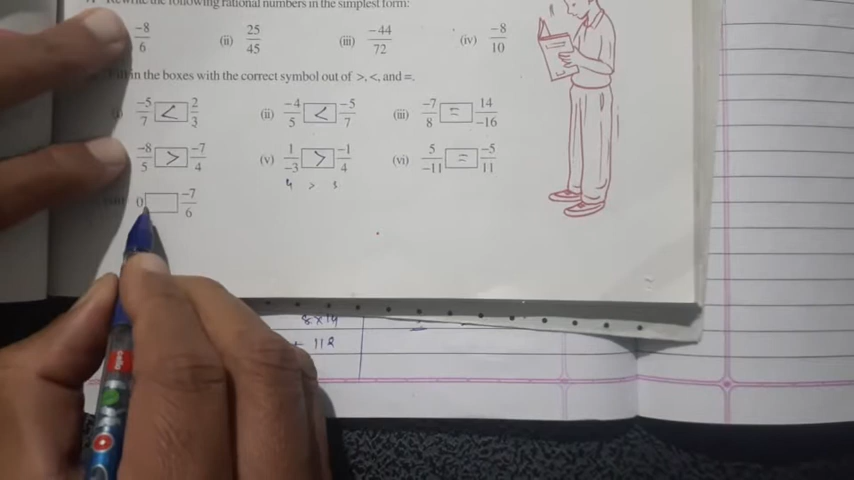 Rewrite the following rational numbers in the simplest form:
-8/6 (ii) 25/45 (iii) -44/72 (iv) -8/10
in the boxes with the correct symbol out of >, <, and =.
-5/7 < 2/3 (ii) -4/5 < -5/7 (iii) -7/8 = 14/-16
-8/5 > -7/4 (v) 1/-3 > -1/4 (vi) 5/-11 = -5/11
4 > 3
0 -7/6
8x14
112
cello